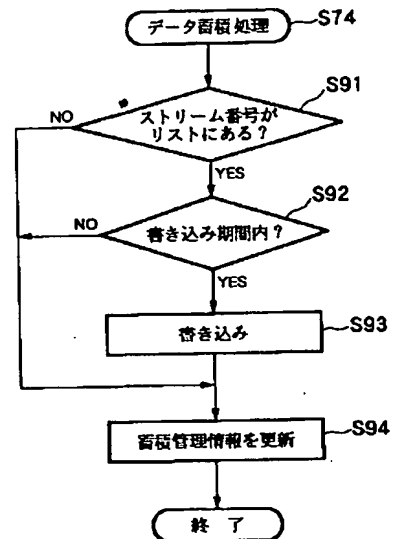 データ蓄積処理
S74
S91
ストリーム番号が
リストにある?
NO
YES
S92
書き込み期間内?
NO
YES
書き込み
S93
蓄積管理情報を更新
S94
終 了